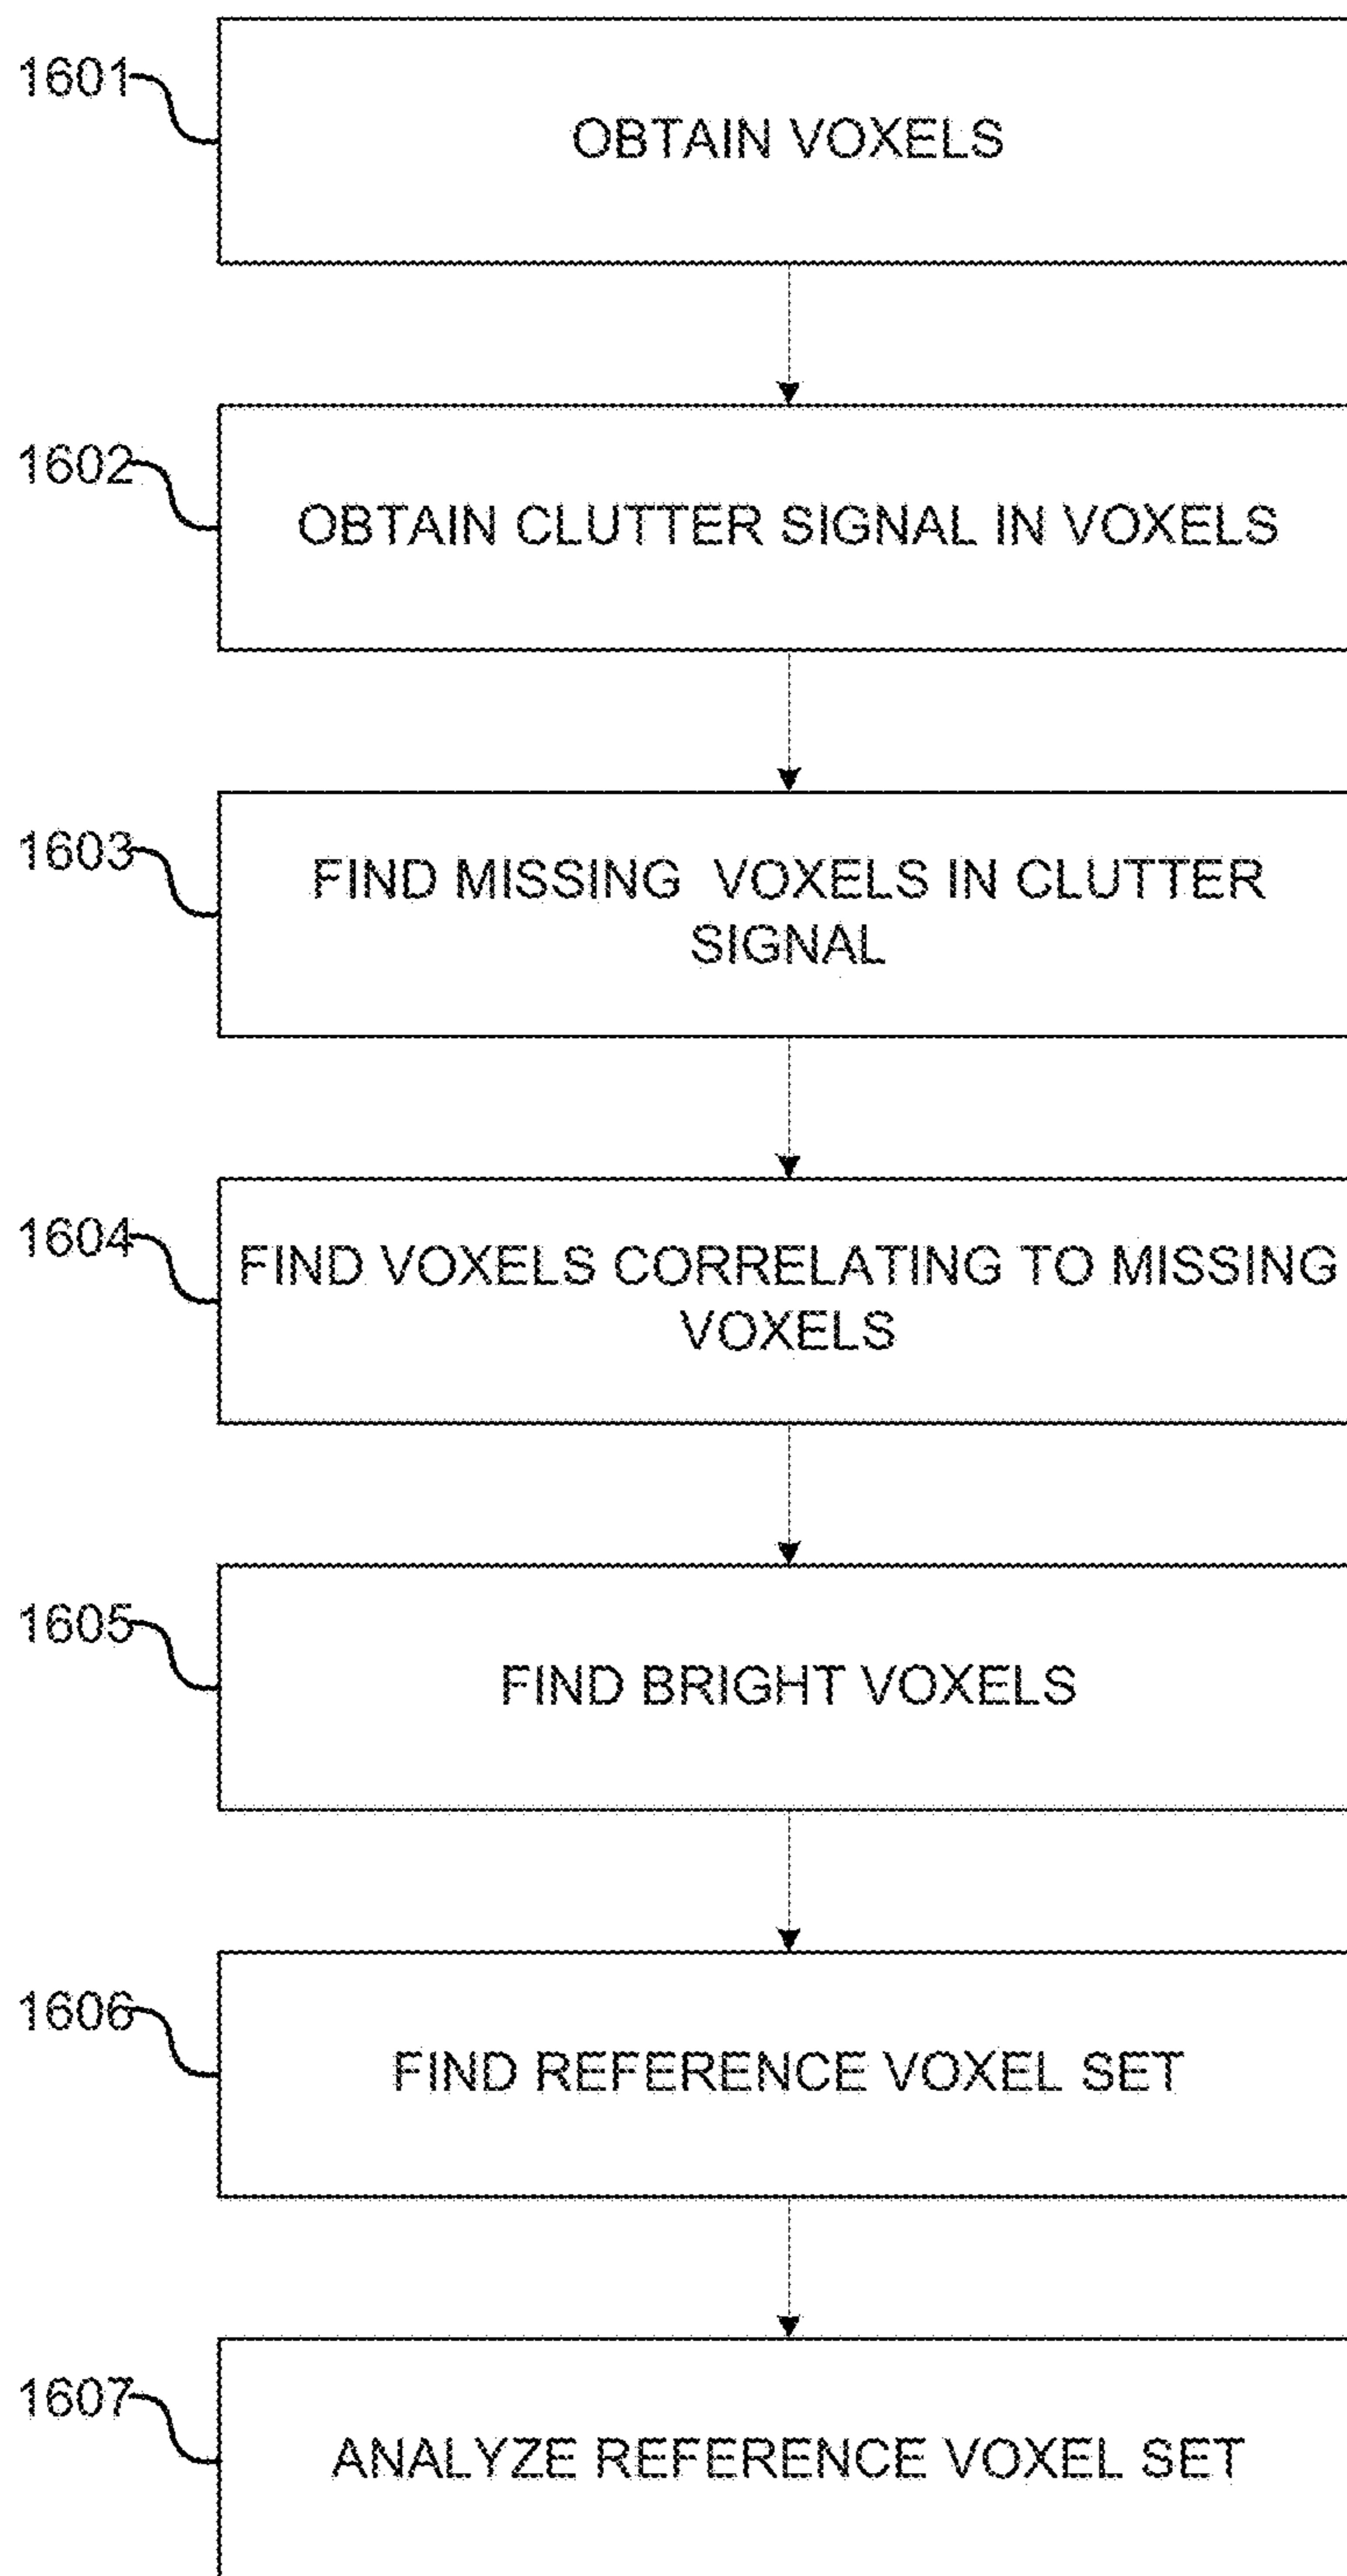 1601
OBTAIN VOXELS
1602
OBTAIN CLUTTER SIGNAL IN VOXELS
1603
FIND MISSING VOXELS IN CLUTTER
SIGNAL
1604
FIND VOXELS CORRELATING TO MISSING
VOXELS
1605
FIND BRIGHT VOXELS
1606
FIND REFERENCE VOXEL SET
1607
ANALYZE REFERENCE VOXEL SET